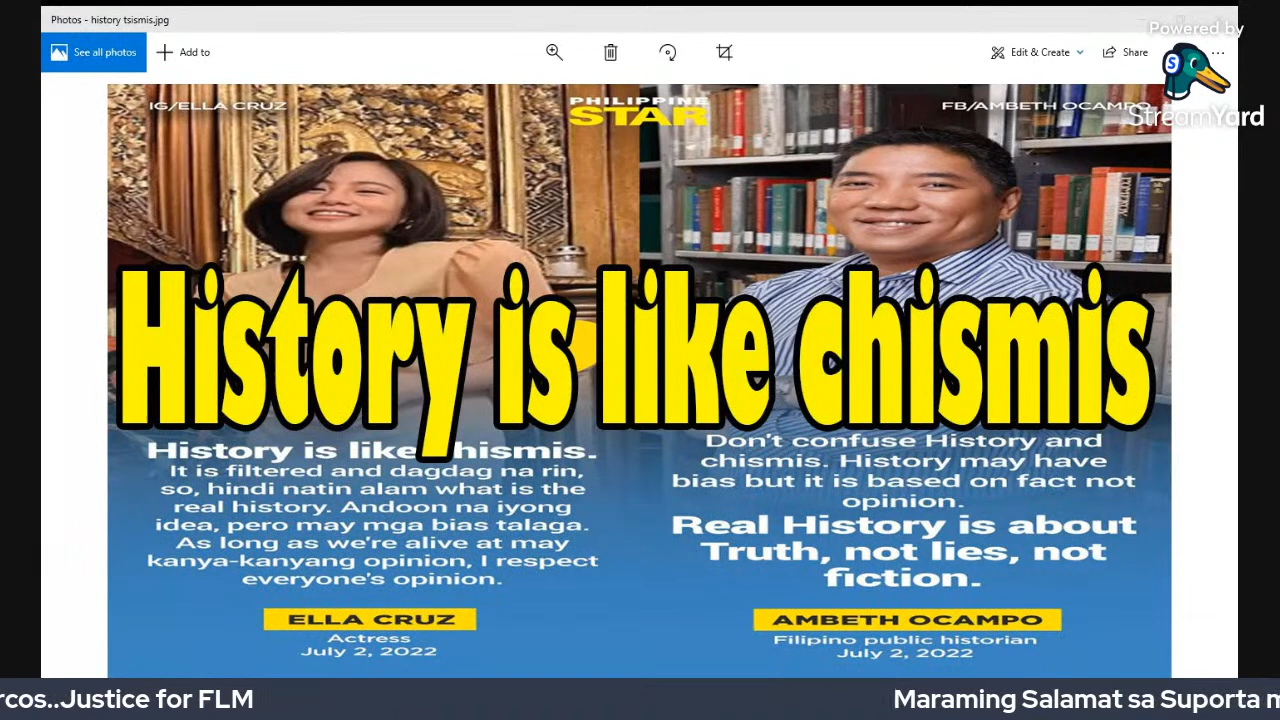 Photos - history tsismis.jpg
See all photos
Add to
Edit & Create
Share
Powered by
StreamYard
IG/ELLA CRUZ
PHILIPPINE
STAR
FB/AMBETH OCAMPO
History is like chismis
History is like chismis.
It is filtered and dagdag na rin,
so, hindi natin alam what is the
real history. Andoon na iyong
idea, pero may mga bias talaga.
As long as we're alive at may
kanya-kanyang opinion, I respect
everyone's opinion.
ELLA CRUZ
Actress
July 2, 2022
Don't confuse History and
chismis. History may have
bias but it is based on fact not
opinion.
Real History is about
Truth, not lies, not
fiction.
AMBETH OCAMPO
Filipino public historian
July 2, 2022
rcos..Justice for FLM
Maraming Salamat sa Suporta m